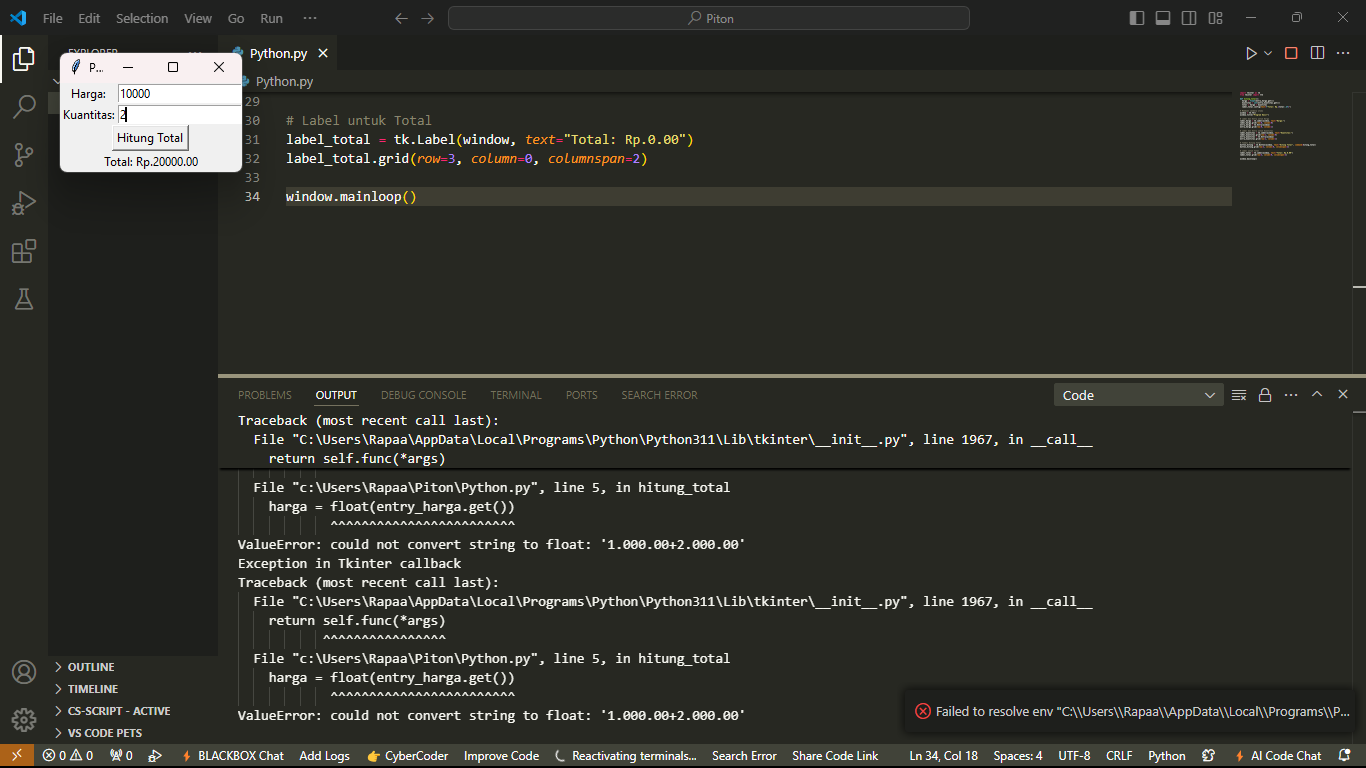 File Edit Selection View Go Run ···
Piton
EXPLORER
Python.py
Python.py
P...
Harga: 10000
Kuantitas: 2
Hitung Total
Total: Rp.20000.00
29
30 # Label untuk Total
31 label_total = tk.Label(window, text="Total: Rp.0.00")
32 label_total.grid(row=3, column=0, columnspan=2)
33
34 window.mainloop()
PROBLEMS OUTPUT DEBUG CONSOLE TERMINAL PORTS SEARCH ERROR
Code
Traceback (most recent call last):
File "C:\Users\Rapaa\AppData\Local\Programs\Python\Python311\Lib\tkinter\__init__.py", line 1967, in __call__
return self.func(*args)
File "c:\Users\Rapaa\Piton\Python.py", line 5, in hitung_total
harga = float(entry_harga.get())
^^^^^^^^^^^^^^^^^^^^^^^^
ValueError: could not convert string to float: '1.000.00+2.000.00'
Exception in Tkinter callback
Traceback (most recent call last):
File "C:\Users\Rapaa\AppData\Local\Programs\Python\Python311\Lib\tkinter\__init__.py", line 1967, in __call__
return self.func(*args)
^^^^^^^^^^^^^^^^
File "c:\Users\Rapaa\Piton\Python.py", line 5, in hitung_total
harga = float(entry_harga.get())
^^^^^^^^^^^^^^^^^^^^^^^^
ValueError: could not convert string to float: '1.000.00+2.000.00'
OUTLINE
TIMELINE
CS-SCRIPT - ACTIVE
VS CODE PETS
Failed to resolve env "C:\\Users\\Rapaa\\AppData\\Local\\Programs\\P...
0 0 0 BLACKBOX Chat Add Logs CyberCoder Improve Code Reactivating terminals... Search Error Share Code Link Ln 34, Col 18 Spaces: 4 UTF-8 CRLF Python AI Code Chat